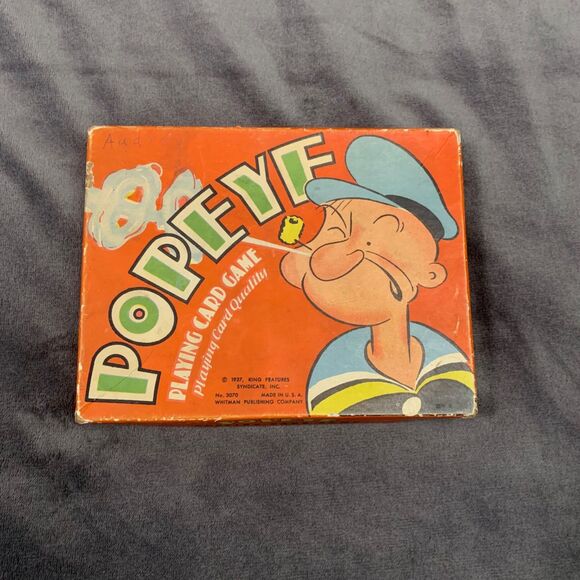 POPEYE
PLAYING CARD GAME
Playing Card Quality
© 1937, KING FEATURES
SYNDICATE, INC.
No. 3070 MADE IN U. S. A.
WHITMAN PUBLISHING COMPANY